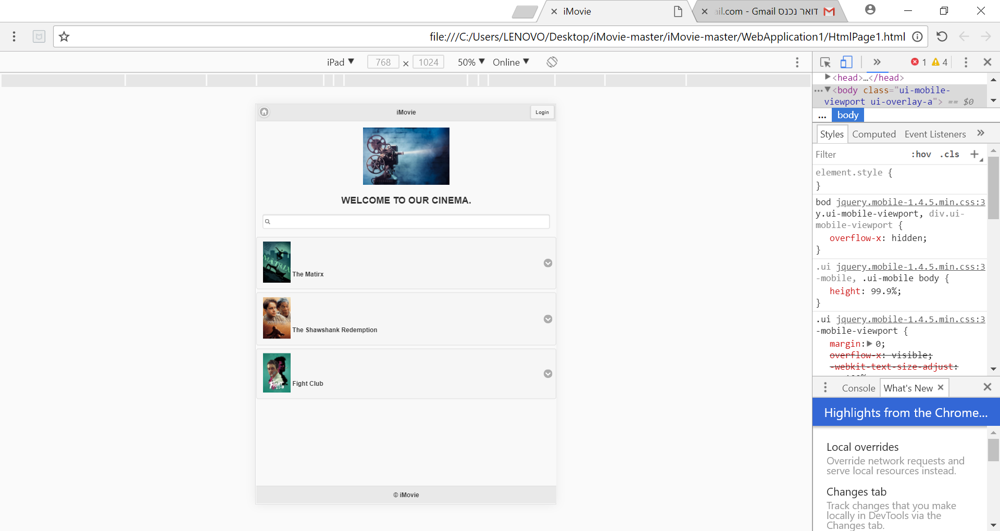 iMovie
ail.com - Gmail דואר נכנס
file:///C:/Users/LENOVO/Desktop/iMovie-master/iMovie-master/WebApplication1/HtmlPage1.html
iPad 768 × 1024 50% Online
1 4
<head>…</head>
<body class="ui-mobile-
viewport ui-overlay-a"> == $0
... body
Styles Computed Event Listeners
Filter :hov .cls
element.style {
}
bod jquery.mobile-1.4.5.min.css:3
y.ui-mobile-viewport, div.ui-
mobile-viewport {
overflow-x: hidden;
}
.ui jquery.mobile-1.4.5.min.css:3
-mobile, .ui-mobile body {
height: 99.9%;
}
.ui jquery.mobile-1.4.5.min.css:3
-mobile-viewport {
margin: 0;
overflow-x: visible;
-webkit-text-size-adjust:
Console What's New
Highlights from the Chrome...
Local overrides
Override network requests and
serve local resources instead.
Changes tab
Track changes that you make
locally in DevTools via the
Changes tab.
iMovie Login
WELCOME TO OUR CINEMA.
MATRIX
The Matirx
The Shawshank Redemption
FIGHT
Fight Club
© iMovie